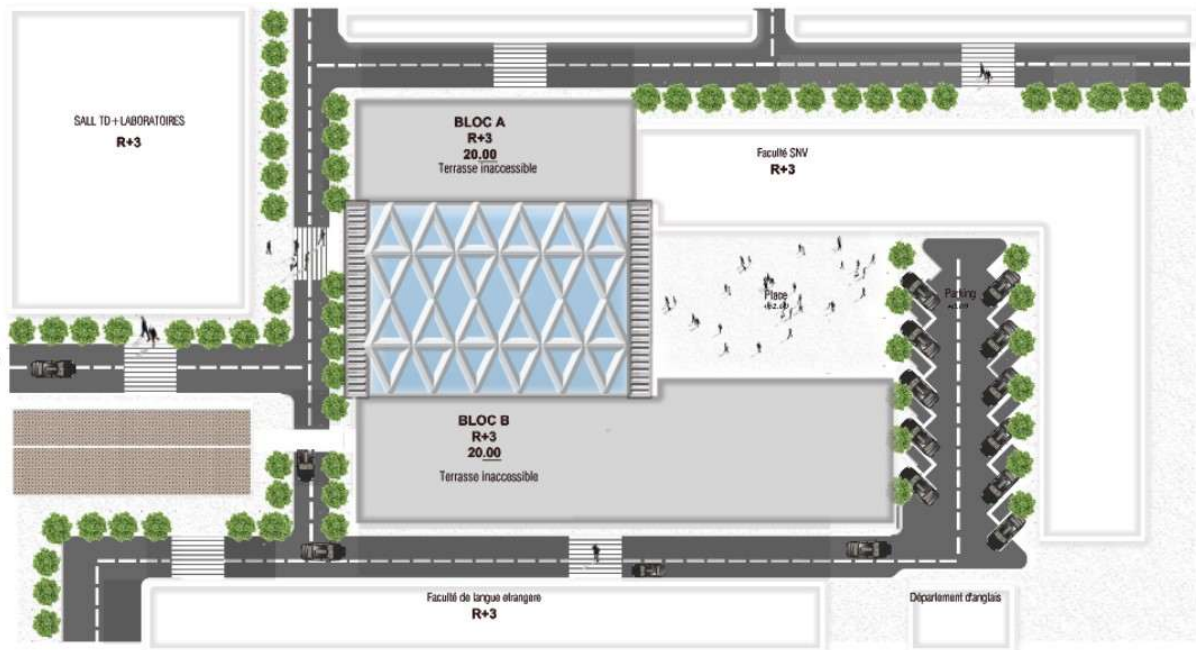 SALL TD + LABORATOIRES
R+3
BLOC A
R+3
20.00
Terrasse inaccessible
Faculté SNV
R+3
Place
Parking
BLOC B
R+3
20.00
Terrasse inaccessible
Faculté de langue etrangere
R+3
Département d'anglais